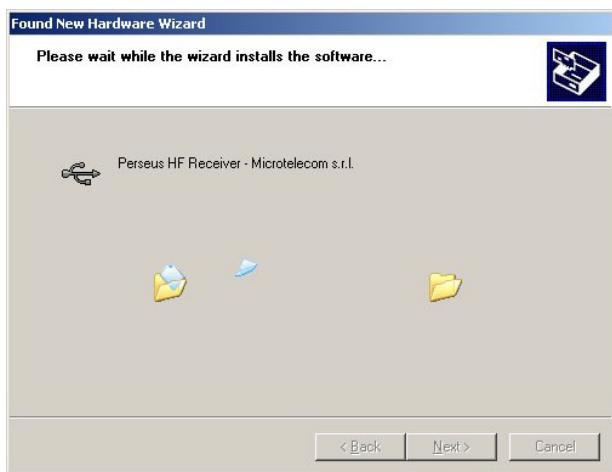 Found New Hardware Wizard
Please wait while the wizard installs the software...
Perseus HF Receiver - Microtelecom s.r.l.
< Back
Next >
Cancel